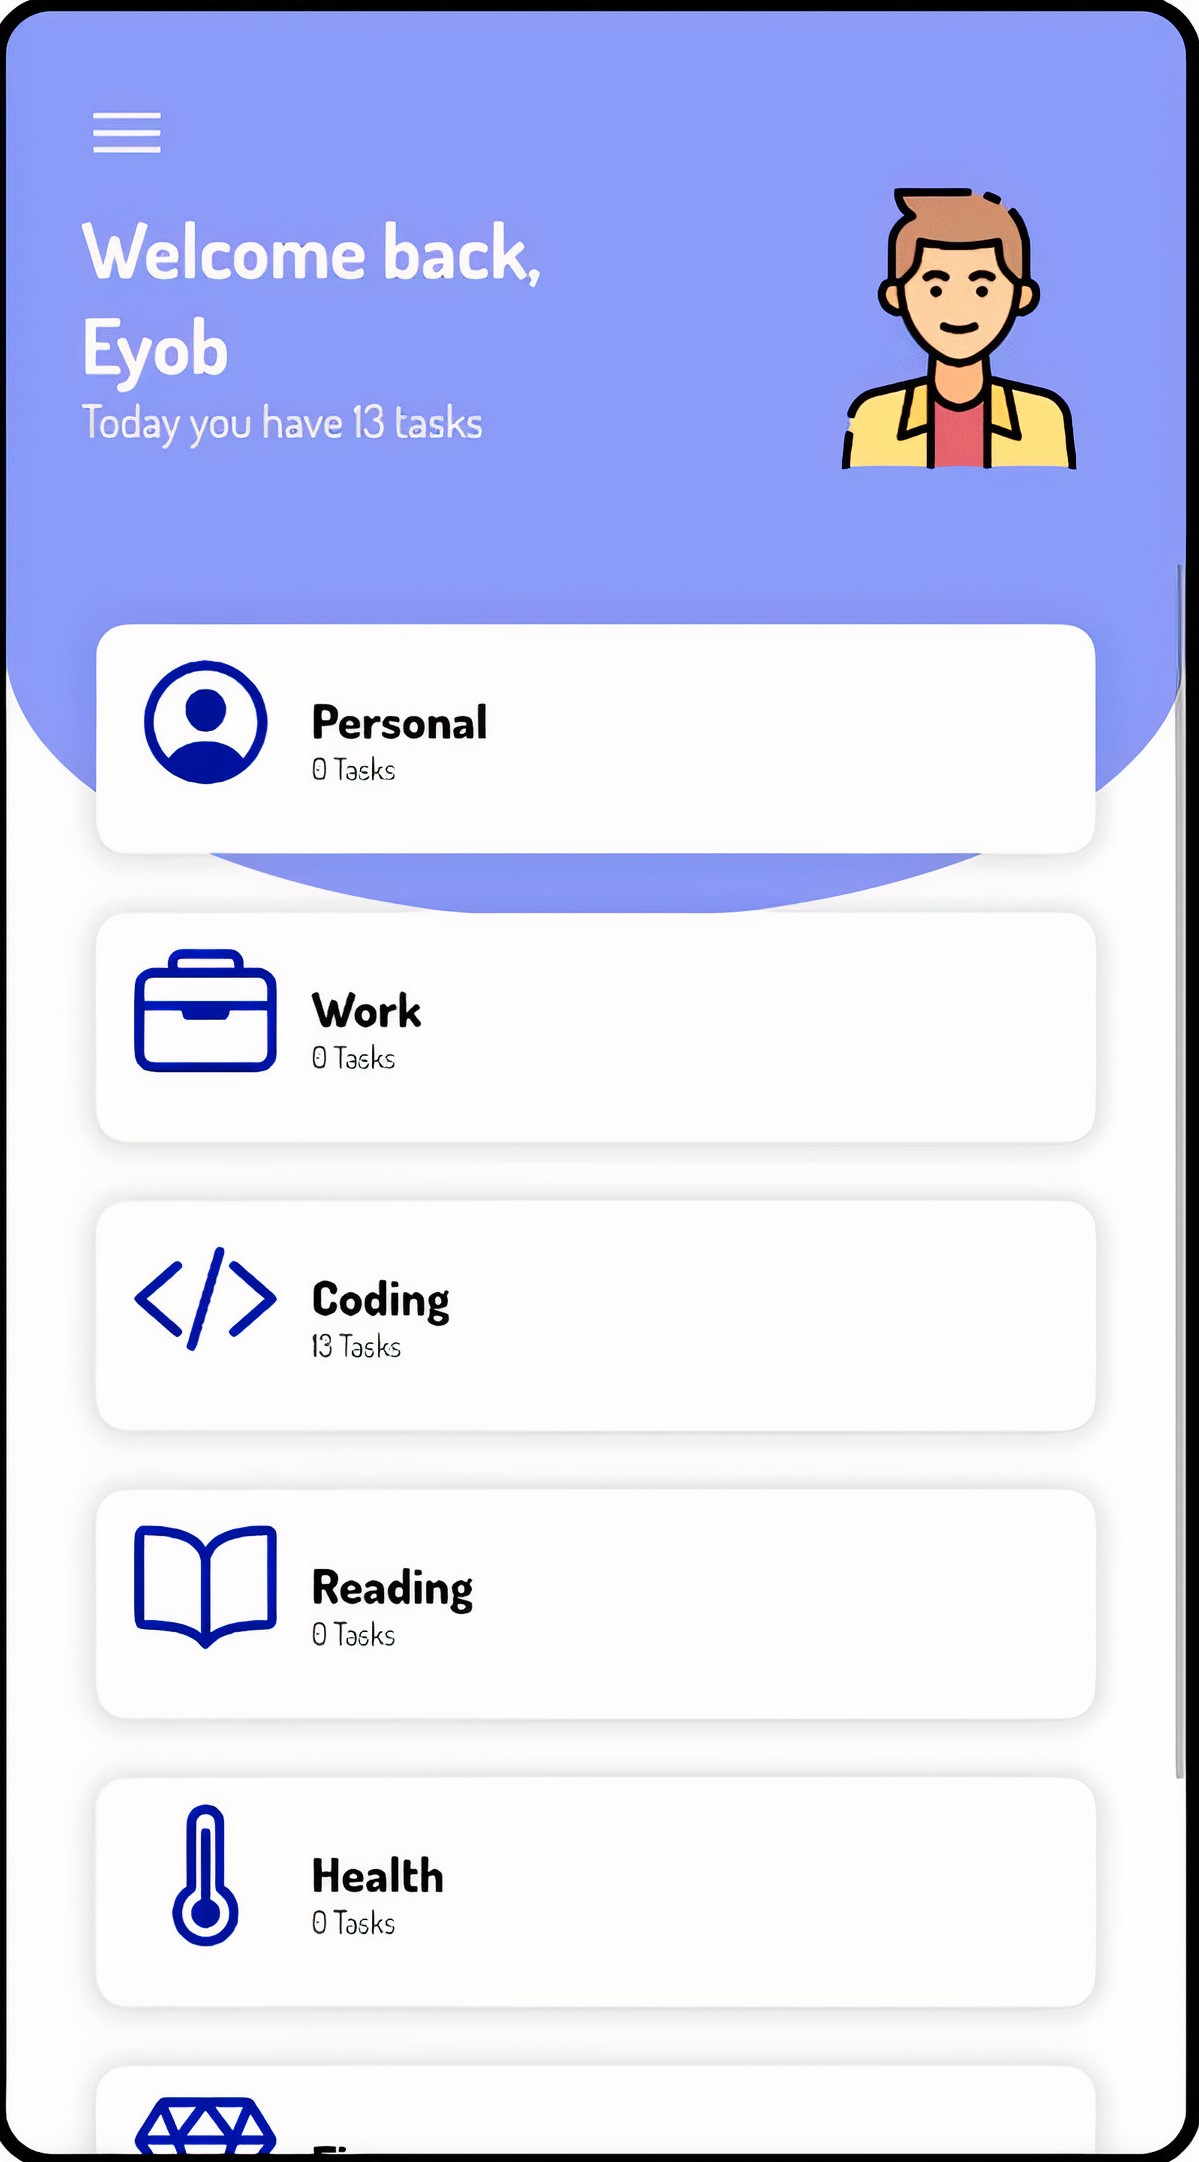 Welcome back,
Eyob
Today you have 13 tasks
Personal
0 Tasks
Work
0 Tasks
Coding
13 Tasks
Reading
0 Tasks
Health
0 Tasks